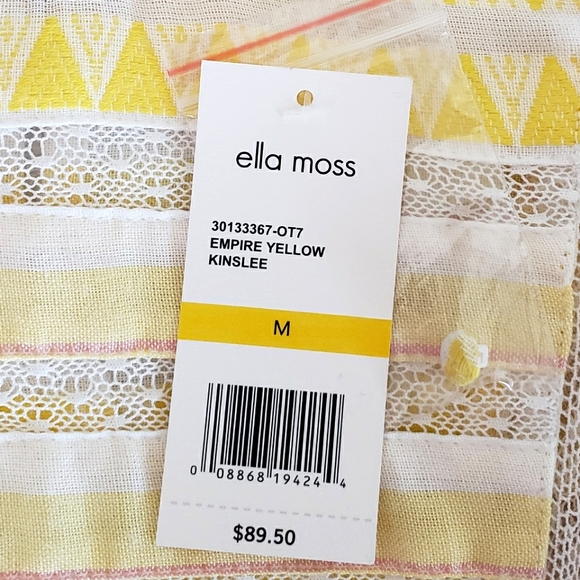 ella moss
30133367-OT7
EMPIRE YELLOW
KINSLEE
M
0 08868 19424 4
$89.50